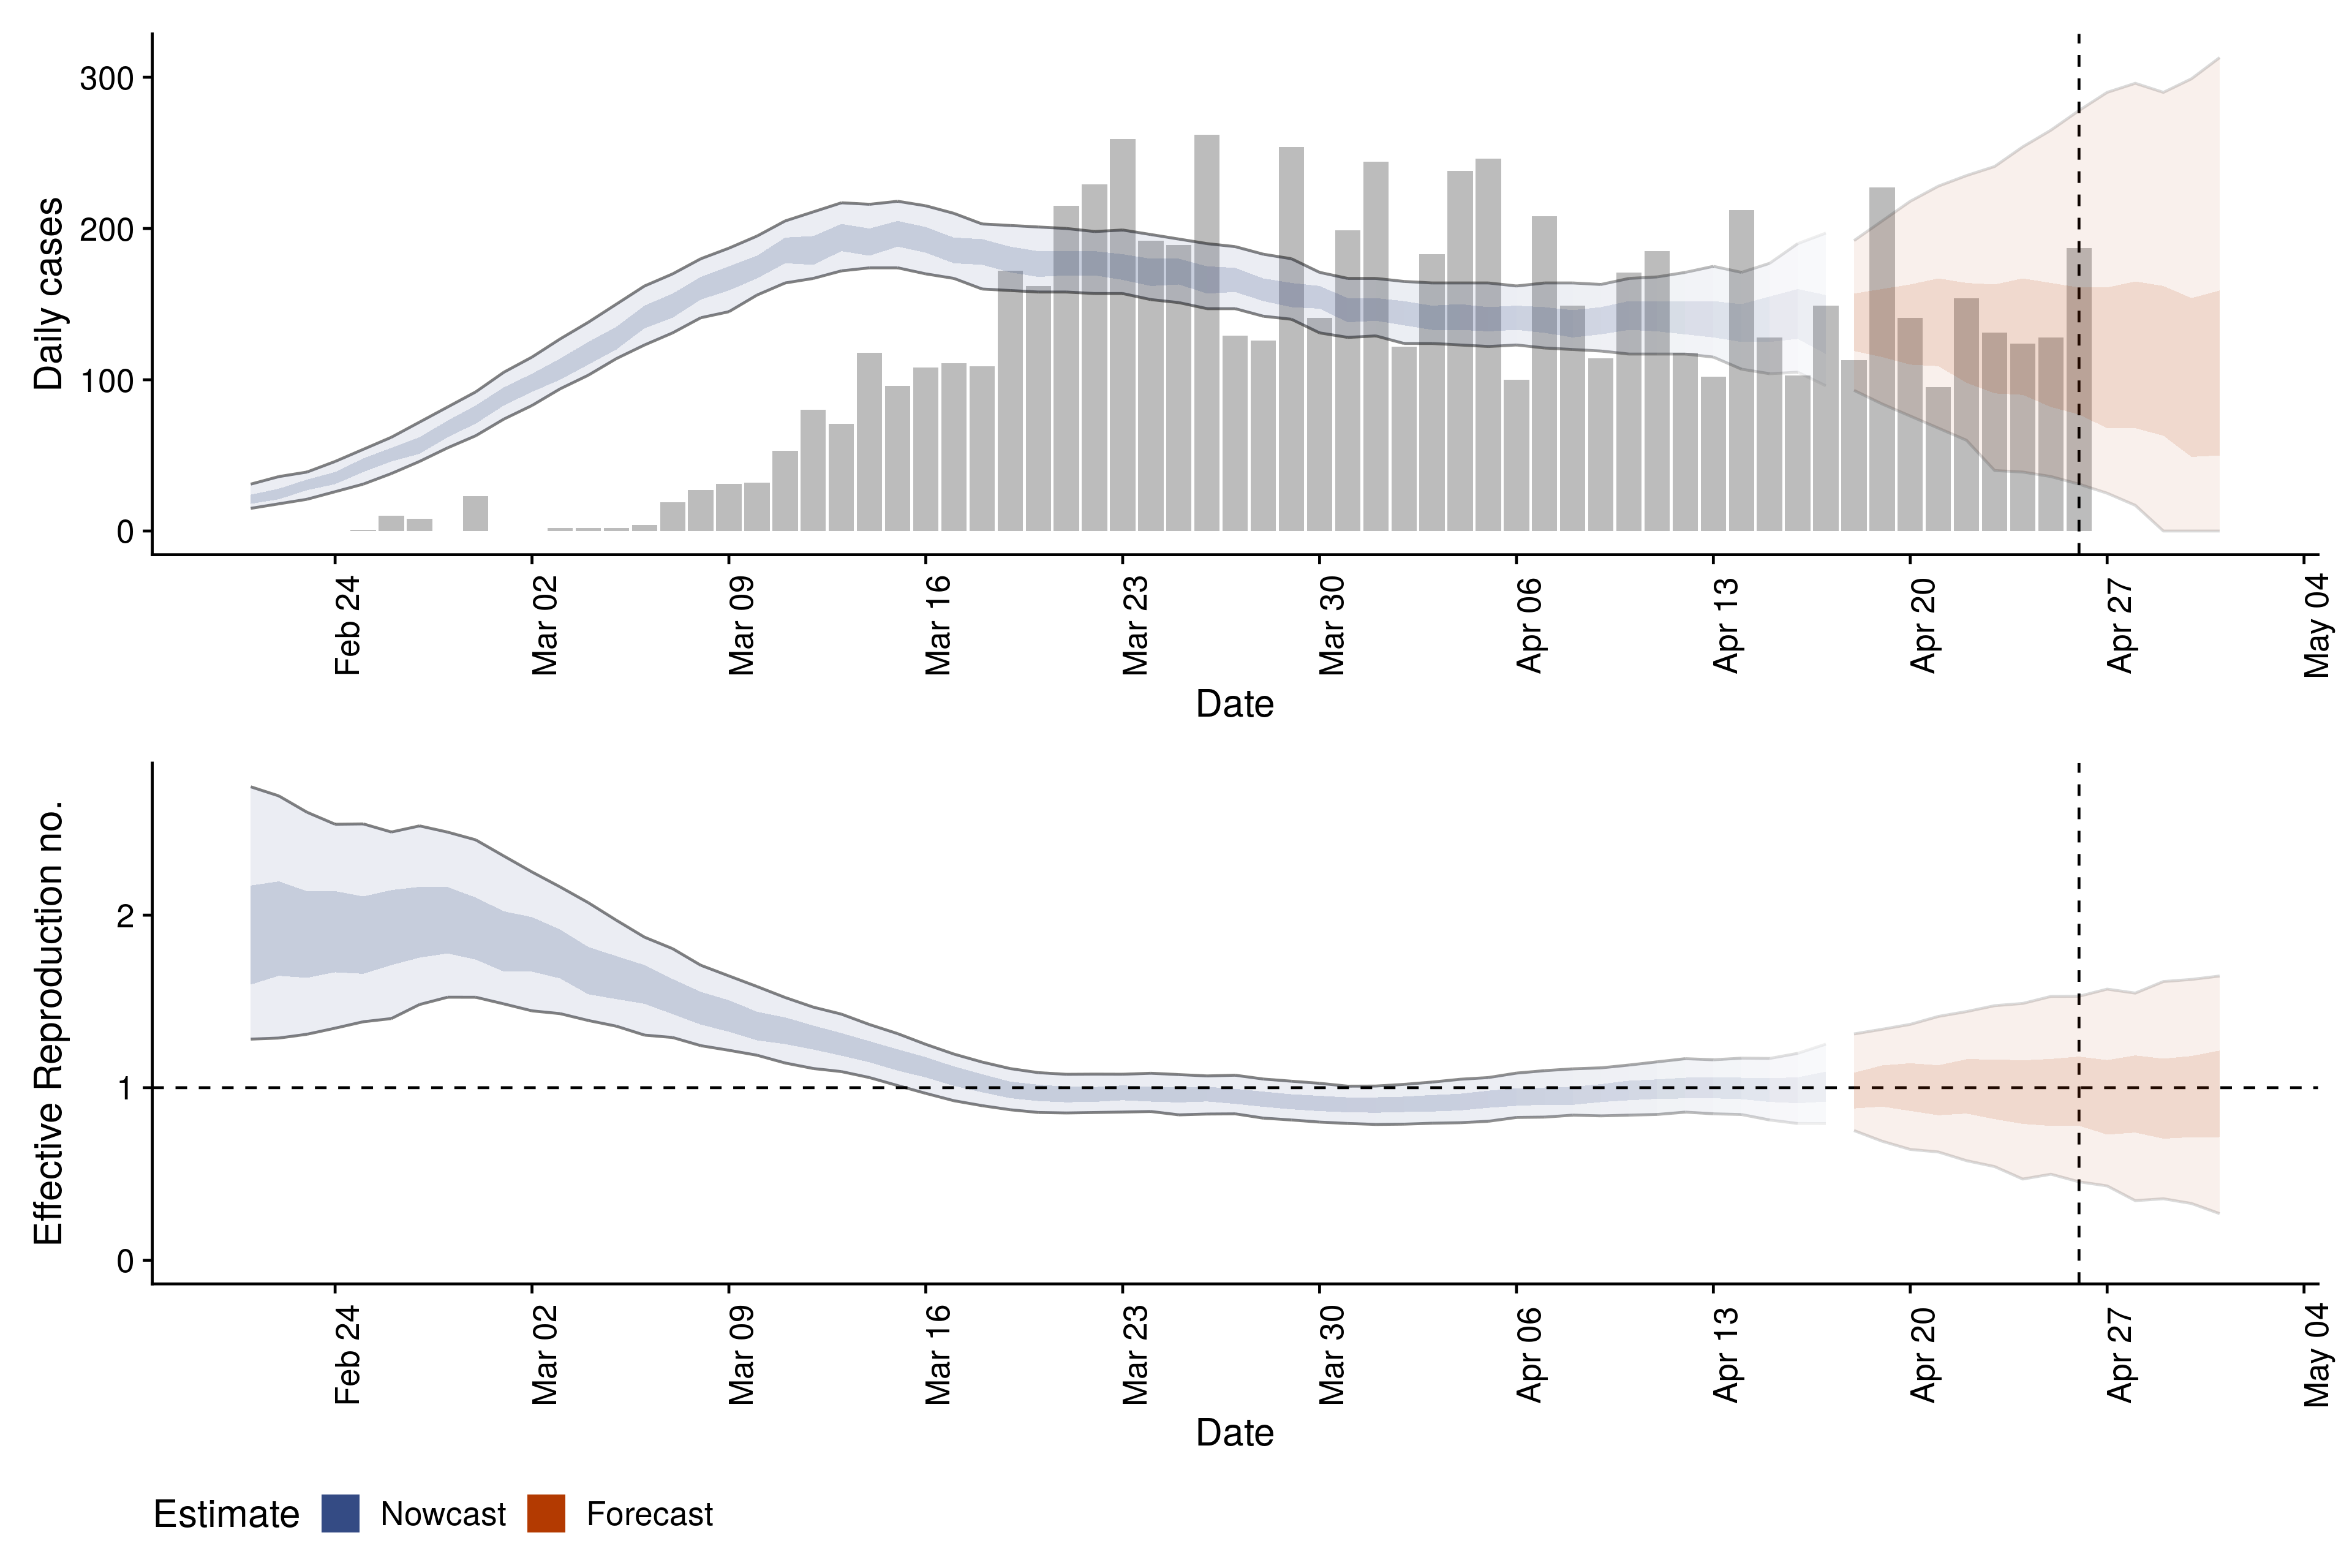 Daily cases
300
200
100
0
Feb 24
Mar 02
Mar 09
Mar 16
Mar 23
Mar 30
Apr 06
Apr 13
Apr 20
Apr 27
May 04
Date
Effective Reproduction no.
2
1
0
Feb 24
Mar 02
Mar 09
Mar 16
Mar 23
Mar 30
Apr 06
Apr 13
Apr 20
Apr 27
May 04
Date
Estimate Nowcast Forecast